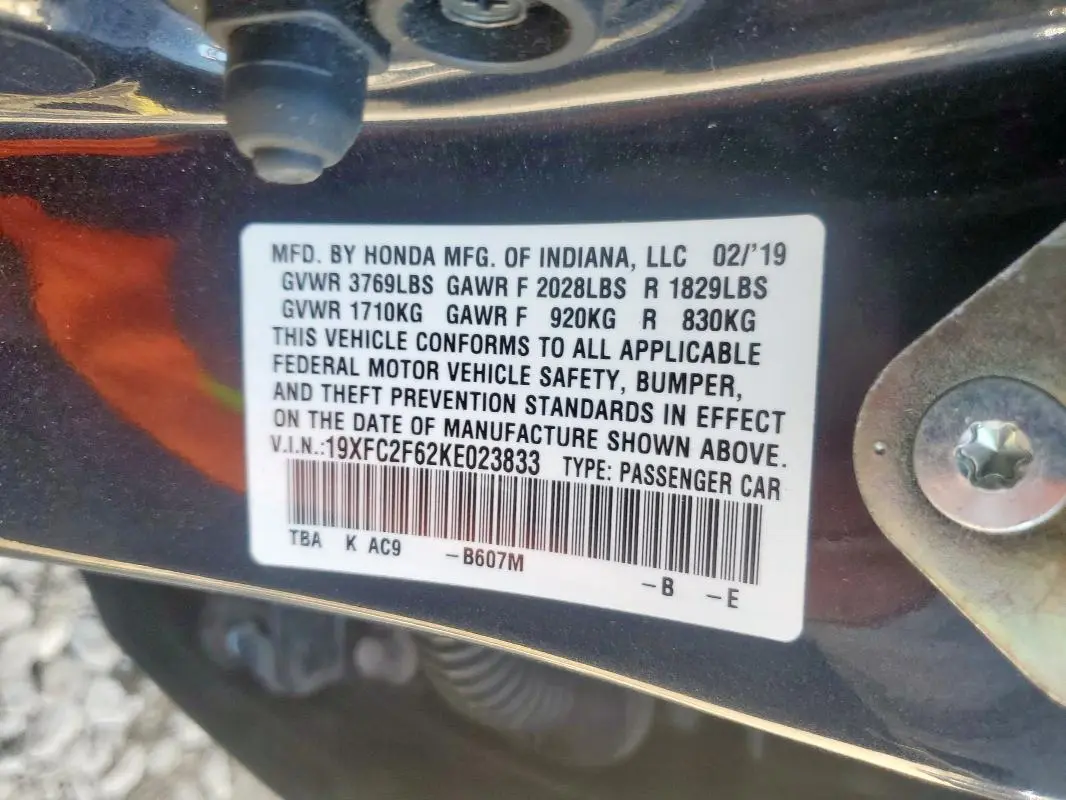 MFD. BY HONDA MFG. OF INDIANA, LLC 02/'19
GVWR 3769LBS GAWR F 2028LBS R 1829LBS
GVWR 1710KG GAWR F 920KG R 830KG
THIS VEHICLE CONFORMS TO ALL APPLICABLE
FEDERAL MOTOR VEHICLE SAFETY, BUMPER,
AND THEFT PREVENTION STANDARDS IN EFFECT
ON THE DATE OF MANUFACTURE SHOWN ABOVE.
V.I.N.:19XFC2F62KE023833 TYPE: PASSENGER CAR
TBA K AC9 -B607M -B -E